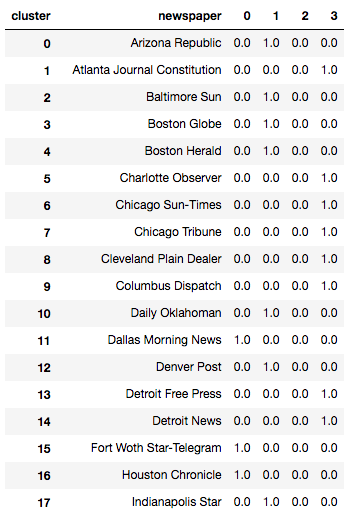 cluster newspaper 0 1 2 3
0 Arizona Republic 0.0 1.0 0.0 0.0
1 Atlanta Journal Constitution 0.0 0.0 0.0 1.0
2 Baltimore Sun 0.0 1.0 0.0 0.0
3 Boston Globe 0.0 1.0 0.0 0.0
4 Boston Herald 0.0 1.0 0.0 0.0
5 Charlotte Observer 0.0 0.0 0.0 1.0
6 Chicago Sun-Times 0.0 0.0 0.0 1.0
7 Chicago Tribune 0.0 0.0 0.0 1.0
8 Cleveland Plain Dealer 0.0 0.0 0.0 1.0
9 Columbus Dispatch 0.0 0.0 0.0 1.0
10 Daily Oklahoman 0.0 1.0 0.0 0.0
11 Dallas Morning News 1.0 0.0 0.0 0.0
12 Denver Post 0.0 1.0 0.0 0.0
13 Detroit Free Press 0.0 0.0 0.0 1.0
14 Detroit News 0.0 0.0 0.0 1.0
15 Fort Woth Star-Telegram 1.0 0.0 0.0 0.0
16 Houston Chronicle 1.0 0.0 0.0 0.0
17 Indianapolis Star 0.0 1.0 0.0 0.0